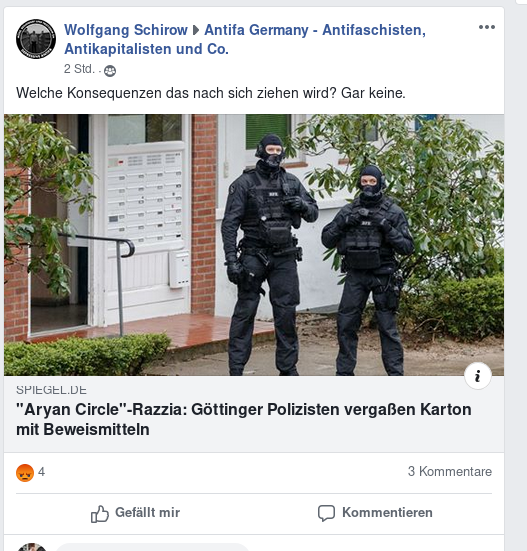 Wolfgang Schirow ▶ Antifa Germany - Antifaschisten,
Antikapitalisten und Co.
2 Std. ·
Welche Konsequenzen das nach sich ziehen wird? Gar keine.
SPIEGEL.DE
"Aryan Circle"-Razzia: Göttinger Polizisten vergaßen Karton
mit Beweismitteln
4
3 Kommentare
Gefällt mir
Kommentieren